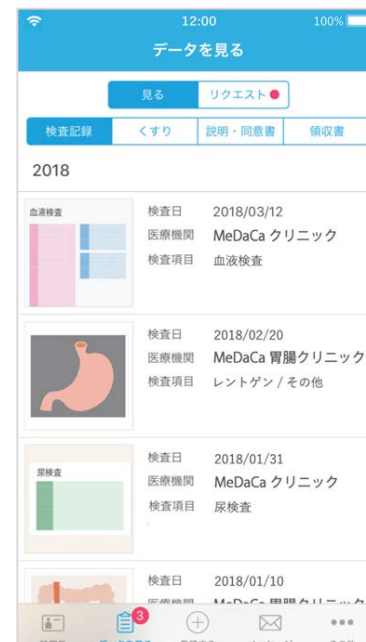 12:00
100%
データを見る
見る リクエスト
検査記録 くすり 説明・同意書 領収書
2018
血液検査
検査日 2018/03/12
医療機関 MeDaCa クリニック
検査項目 血液検査
検査日 2018/02/20
医療機関 MeDaCa 胃腸クリニック
検査項目 レントゲン / その他
尿検査
検査日 2018/01/31
医療機関 MeDaCa クリニック
検査項目 尿検査
検査日 2018/01/10
3